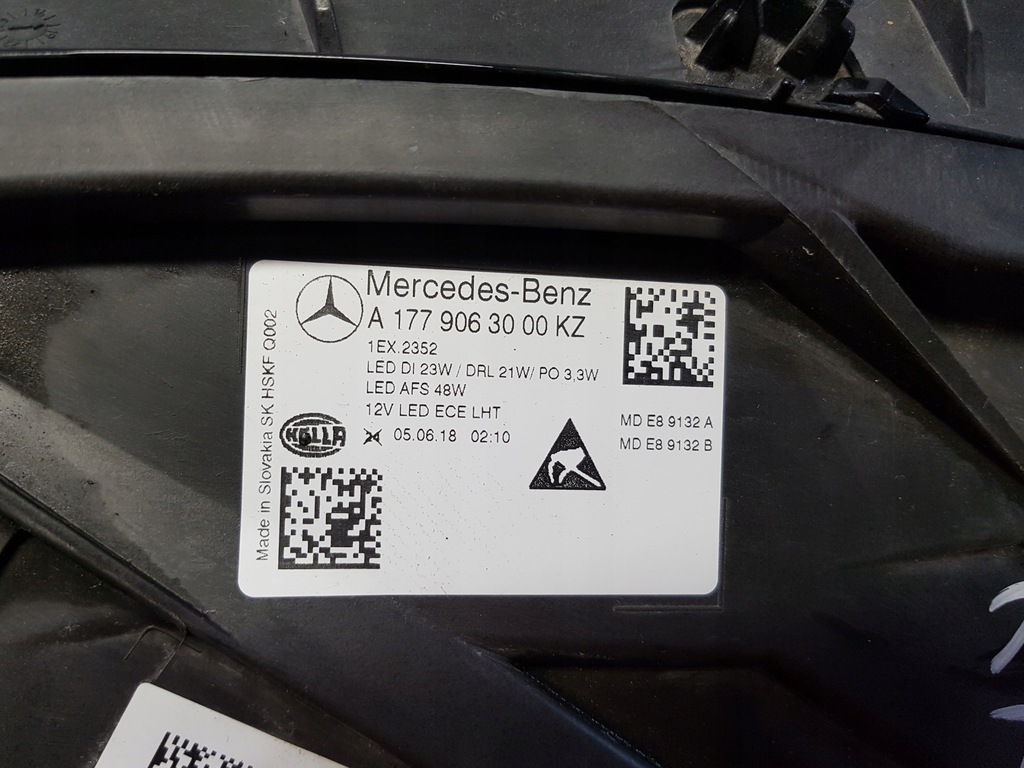 Mercedes-Benz
A 177 906 3000 KZ
1EX.2352
LED DI 23W / DRL 21W/ PO 3,3W
LED AFS 48W
12V LED ECE LHT
HELLA
24 05.06.18 02:10
MD E8 9132 A
MD E8 9132 B
Made in Slovakia SK HSKF Q002